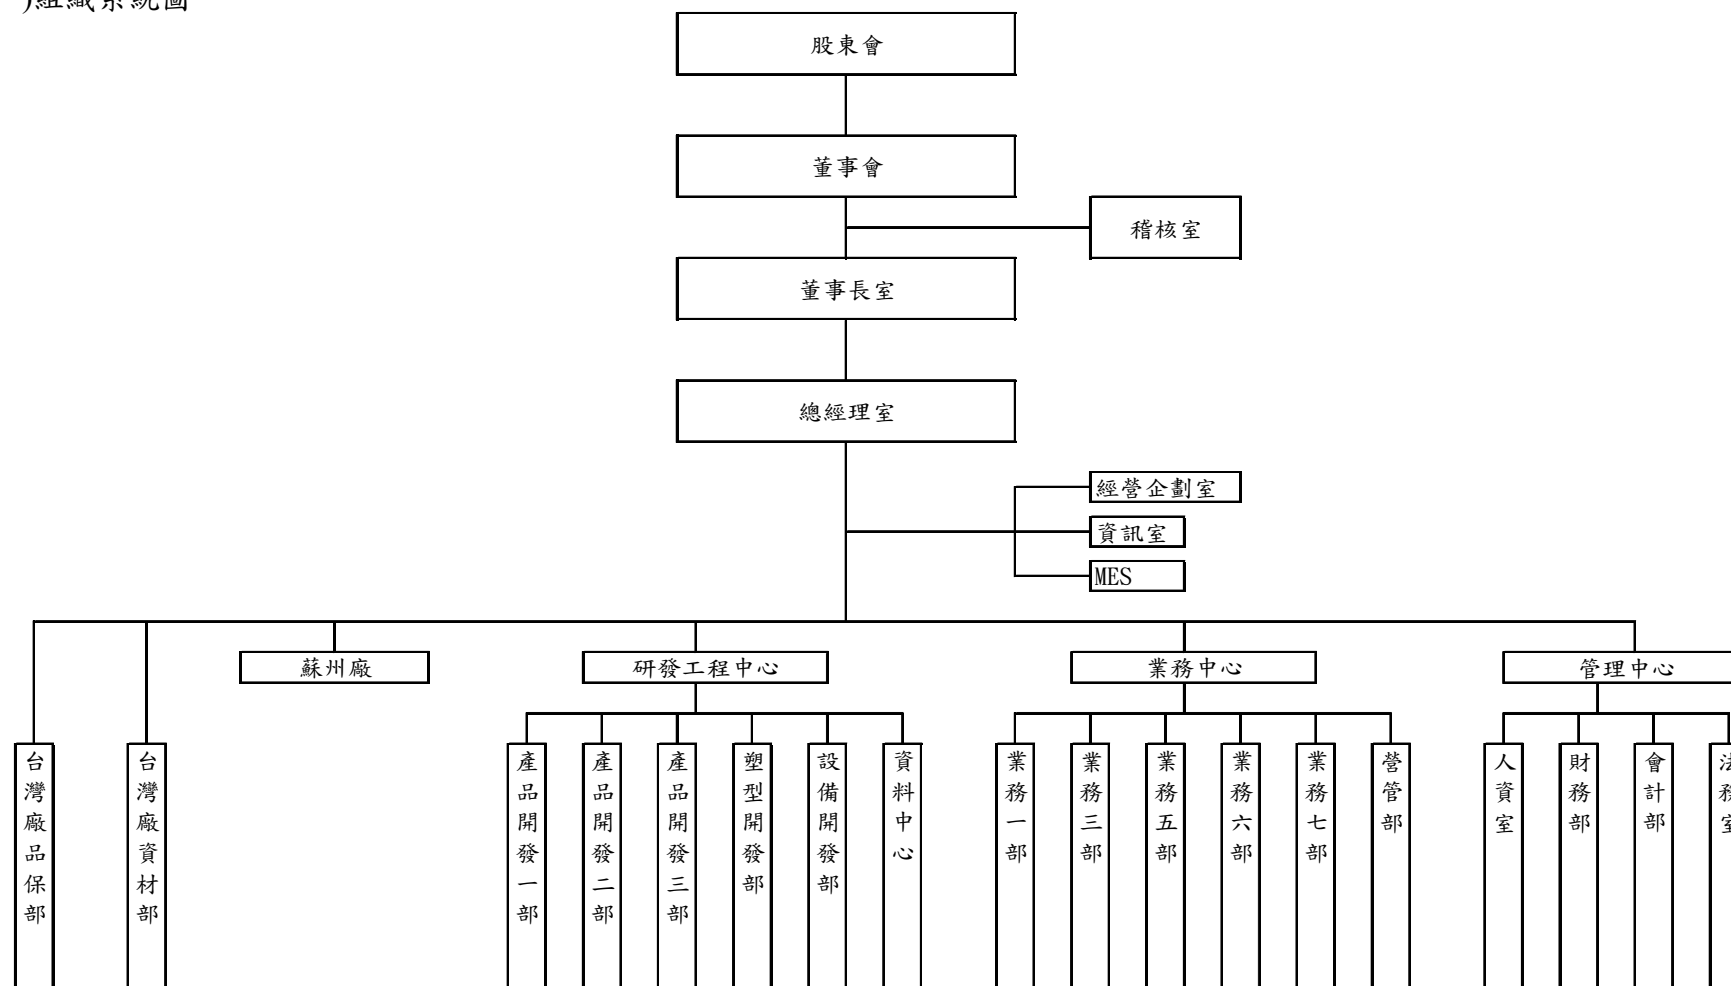 )組織系統圖
股東會
董事會
稽核室
董事長室
總經理室
經營企劃室
資訊室
MES
蘇州廠
研發工程中心
業務中心
管理中心
台灣廠品保部
台灣廠資材部
產品開發一部
產品開發二部
產品開發三部
塑型開發部
設備開發部
資料中心
業務一部
業務三部
業務五部
業務六部
業務七部
營管部
人資室
財務部
會計部
法務室